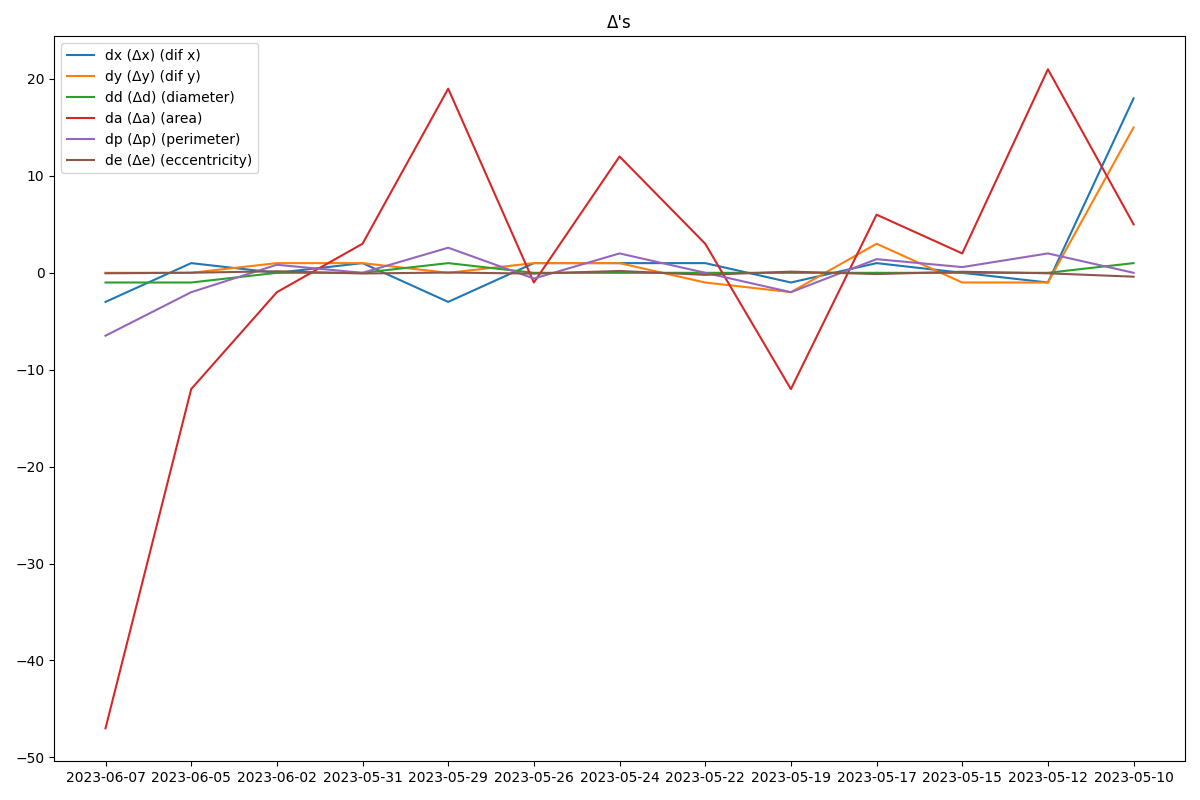 Δ's
dx (Δx) (dif x)
dy (Δy) (dif y)
dd (Δd) (diameter)
da (Δa) (area)
dp (Δp) (perimeter)
de (Δe) (eccentricity)
20
10
0
−10
−20
−30
−40
−50
2023-06-07 2023-06-05 2023-06-02 2023-05-31 2023-05-29 2023-05-26 2023-05-24 2023-05-22 2023-05-19 2023-05-17 2023-05-15 2023-05-12 2023-05-10